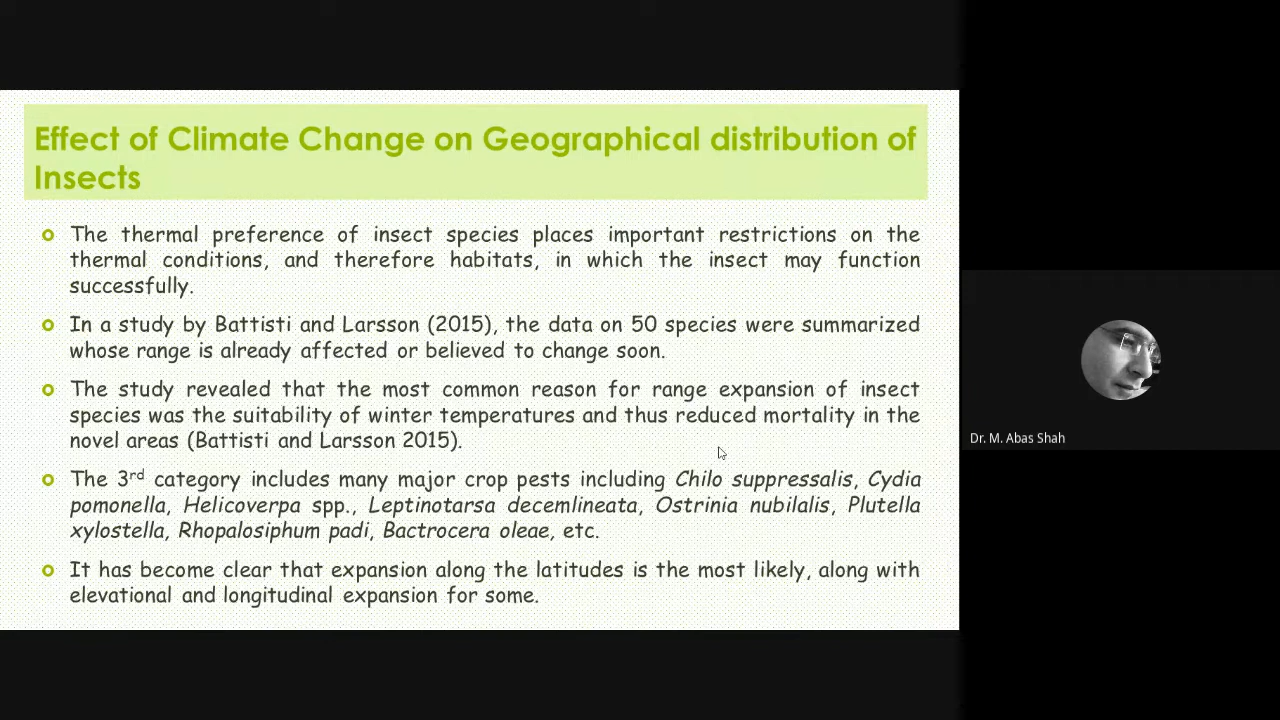 Effect of Climate Change on Geographical distribution of
Insects
The thermal preference of insect species places important restrictions on the
thermal conditions, and therefore habitats, in which the insect may function
successfully.
In a study by Battisti and Larsson (2015), the data on 50 species were summarized
whose range is already affected or believed to change soon.
The study revealed that the most common reason for range expansion of insect
species was the suitability of winter temperatures and thus reduced mortality in the
novel areas (Battisti and Larsson 2015).
The 3rd category includes many major crop pests including Chilo suppressalis, Cydia
pomonella, Helicoverpa spp., Leptinotarsa decemlineata, Ostrinia nubilalis, Plutella
xylostella, Rhopalosiphum padi, Bactrocera oleae, etc.
It has become clear that expansion along the latitudes is the most likely, along with
elevational and longitudinal expansion for some.
Dr. M. Abas Shah